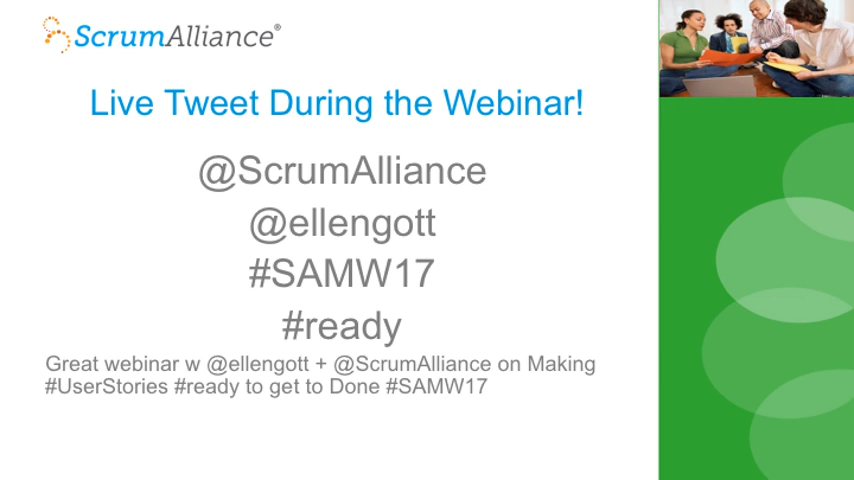 ScrumAlliance®
Live Tweet During the Webinar!
@ScrumAlliance
@ellengott
#SAMW17
#ready
Great webinar w @ellengott + @ScrumAlliance on Making
#UserStories #ready to get to Done #SAMW17